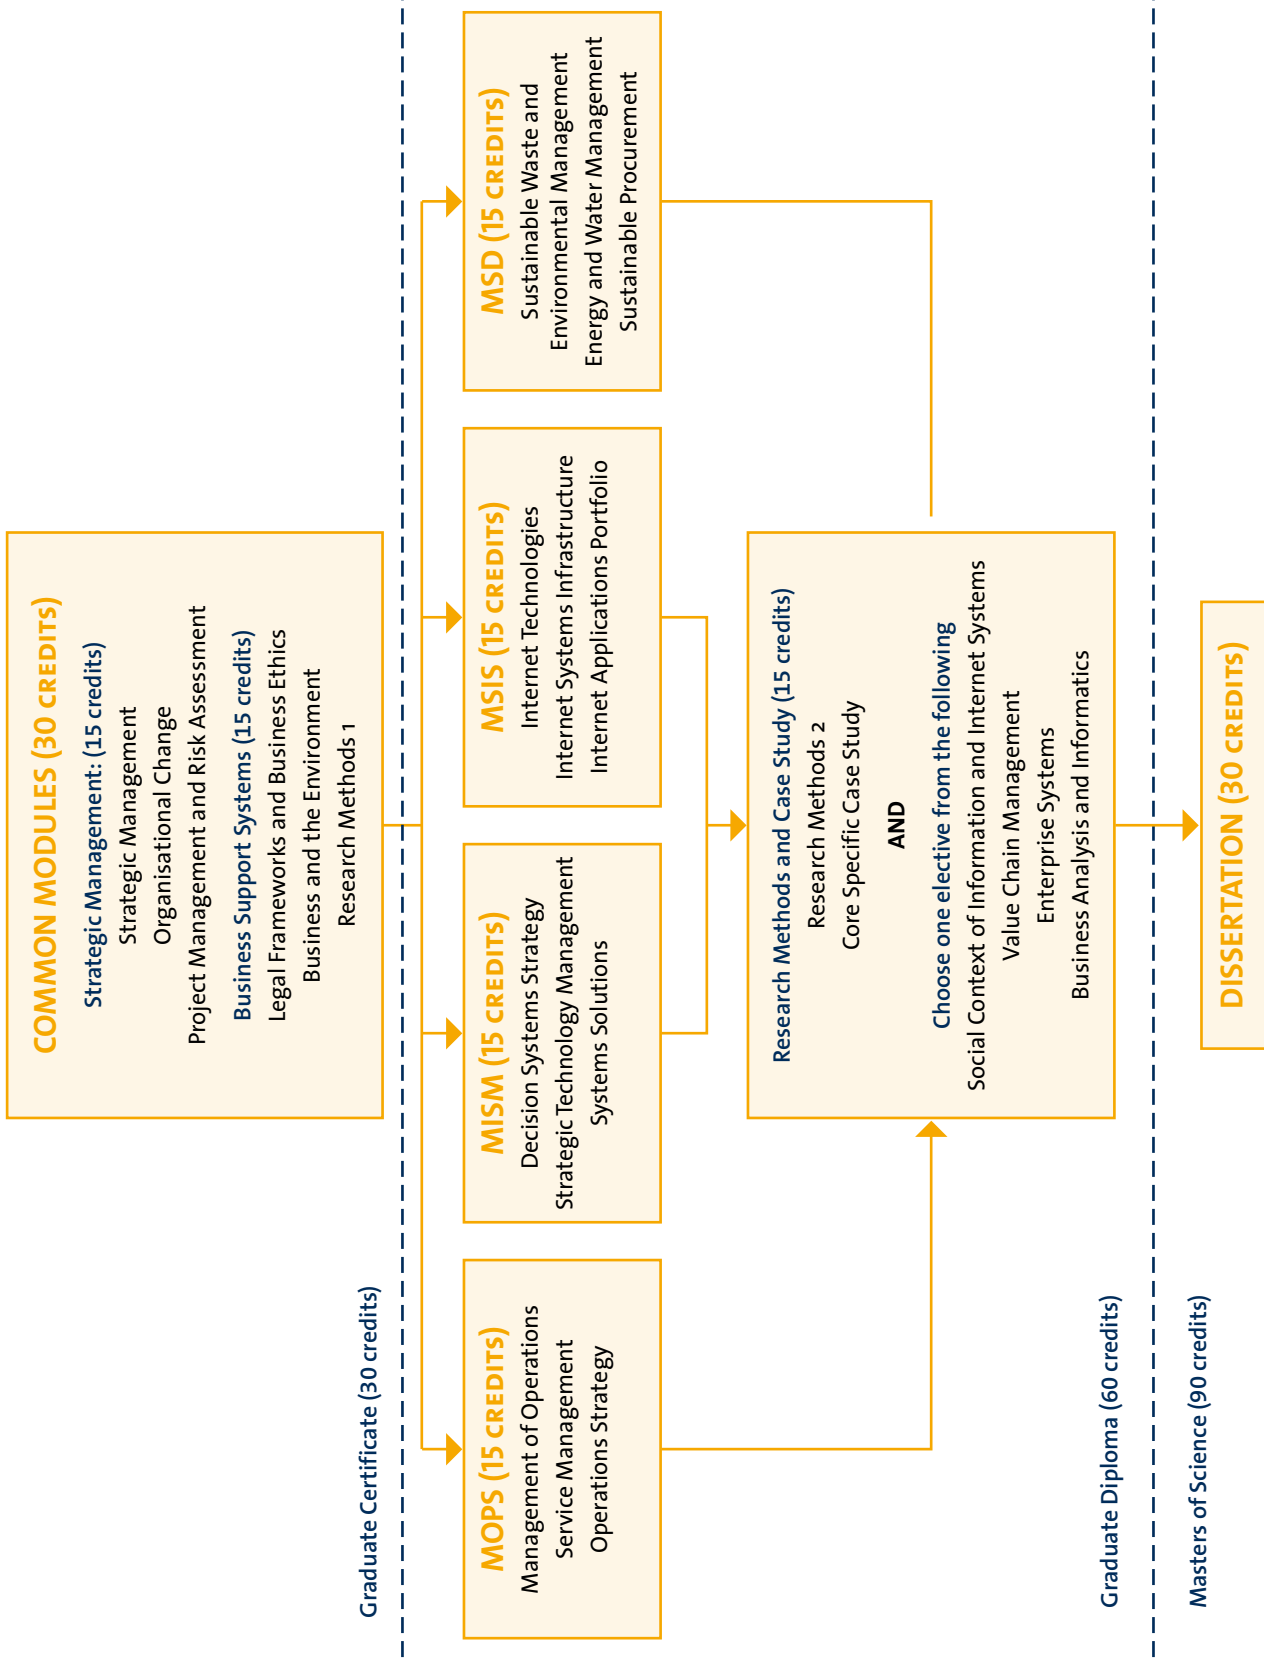 COMMON MODULES (30 CREDITS)
Strategic Management: (15 credits)
Strategic Management
Organisational Change
Project Management and Risk Assessment
Business Support Systems (15 credits)
Legal Frameworks and Business Ethics
Business and the Environment
Research Methods 1
Graduate Certificate (30 credits)
MOPS (15 CREDITS)
Management of Operations
Service Management
Operations Strategy
MISM (15 CREDITS)
Decision Systems Strategy
Strategic Technology Management
Systems Solutions
MSIS (15 CREDITS)
Internet Technologies
Internet Systems Infrastructure
Internet Applications Portfolio
MSD (15 CREDITS)
Sustainable Waste and
Environmental Management
Energy and Water Management
Sustainable Procurement
Research Methods and Case Study (15 credits)
Research Methods 2
Core Specific Case Study
AND
Choose one elective from the following
Social Context of Information and Internet Systems
Value Chain Management
Enterprise Systems
Business Analysis and Informatics
Graduate Diploma (60 credits)
Masters of Science (90 credits)
DISSERTATION (30 CREDITS)